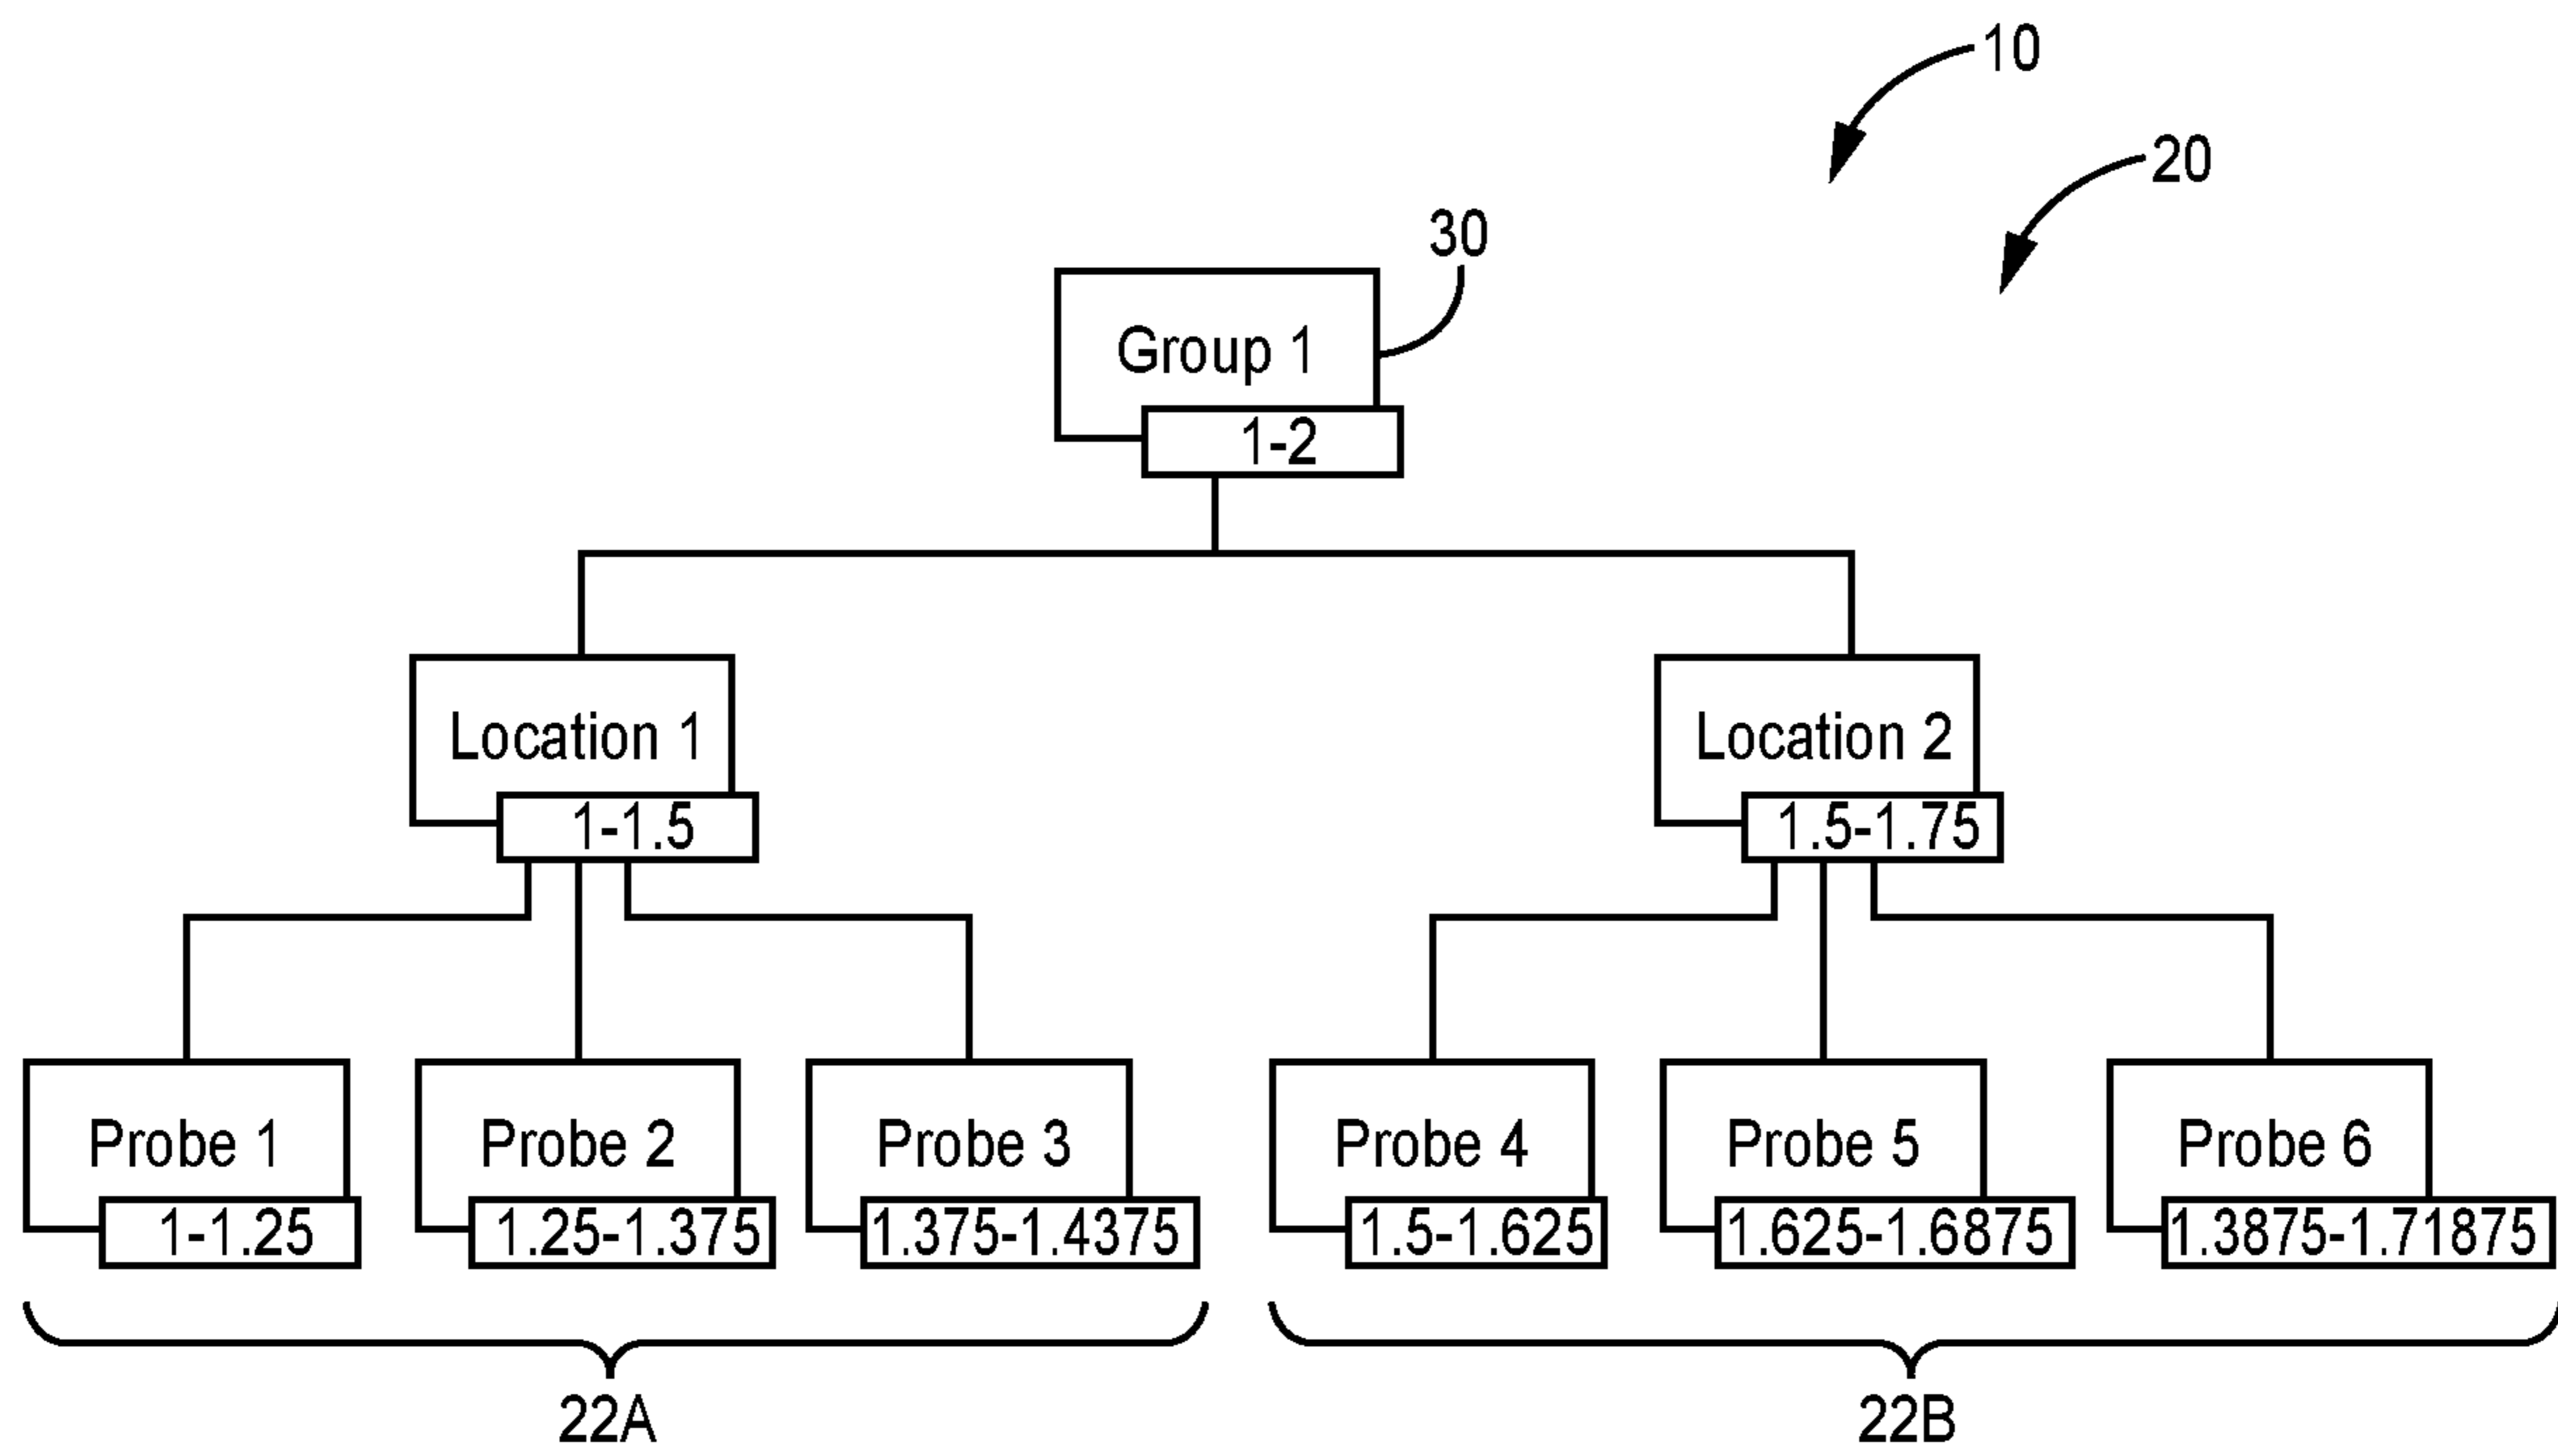 10
20
30
Group 1
1-2
Location 1
1-1.5
Location 2
1.5-1.75
Probe 1
1-1.25
Probe 2
1.25-1.375
Probe 3
1.375-1.4375
Probe 4
1.5-1.625
Probe 5
1.625-1.6875
Probe 6
1.3875-1.71875
22A
22B